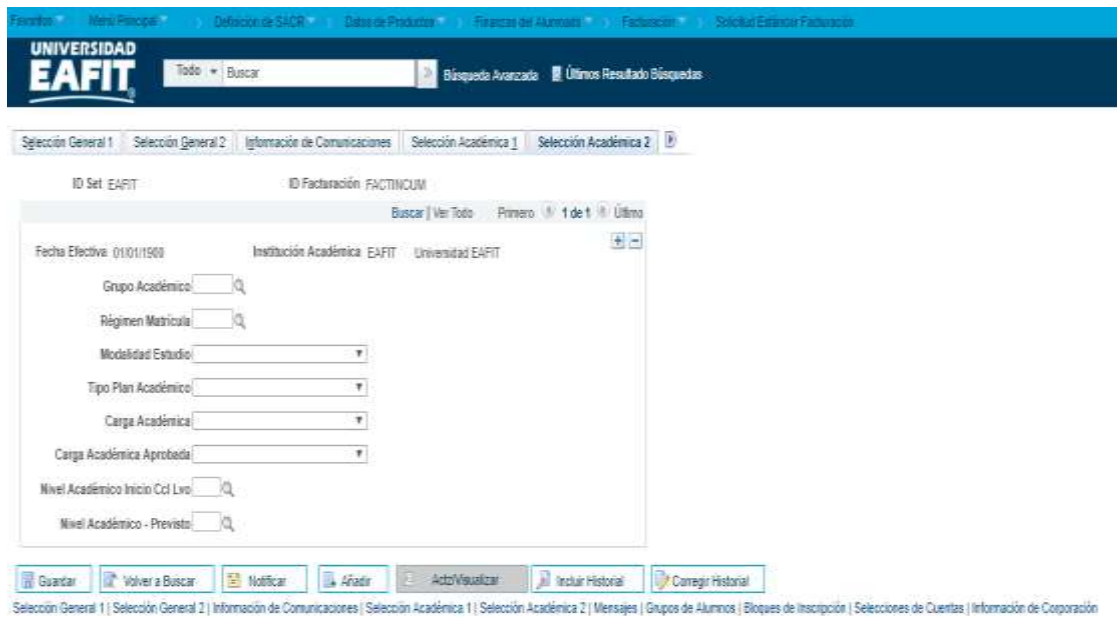 Favoritos Menú Principal Definición de SACR Datos de Productos Finanzas del Alumnado Facturación Solicitud Estándar Facturación
UNIVERSIDAD
EAFIT
Todo Buscar Búsqueda Avanzada Últimos Resultado Búsquedas
Selección General 1 Selección General 2 Información de Comunicaciones Selección Académica 1 Selección Académica 2
ID Set EAFIT ID Facturación FACTINCUM
Buscar | Ver Todo Primero 1 de 1 Último
Fecha Efectiva 01/01/1900 Institución Académica EAFIT Universidad EAFIT
Grupo Académico
Régimen Matrícula
Modalidad Estudio
Tipo Plan Académico
Carga Académica
Carga Académica Aprobada
Nivel Académico Inicio Ccl Lvo
Nivel Académico - Previsto
Guardar Volver a Buscar Notificar Añadir Actz/Visualizar Incluir Historial Corregir Historial
Selección General 1 | Selección General 2 | Información de Comunicaciones | Selección Académica 1 | Selección Académica 2 | Mensajes | Grupos de Alumnos | Bloques de Inscripción | Selecciones de Cuentas | Información de Corporación